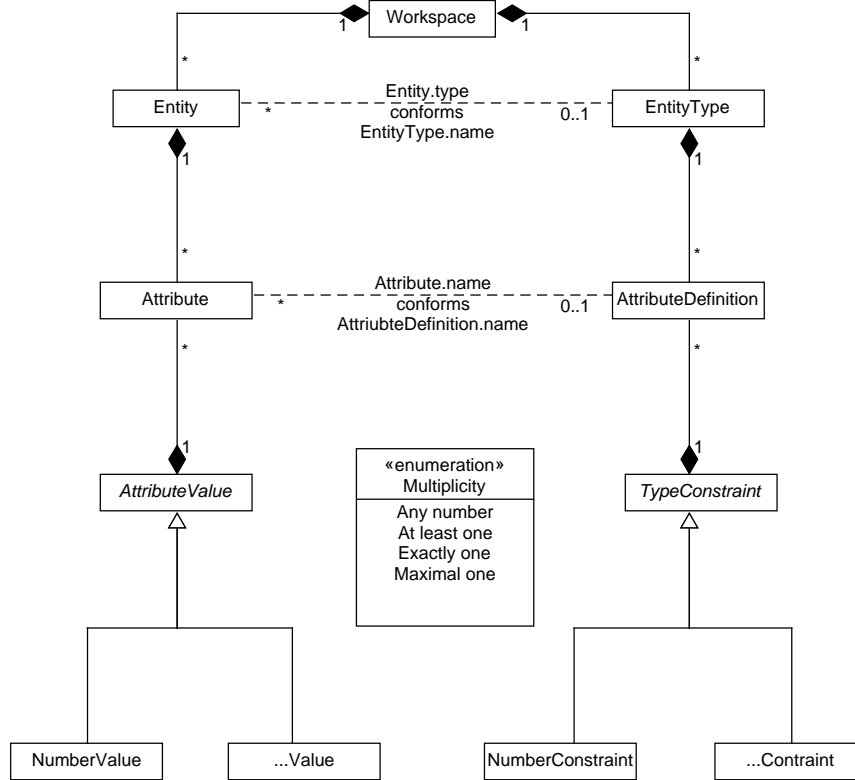 Workspace
1
1
*
*
Entity
Entity.type
conforms
EntityType.name
*
0..1
EntityType
1
1
*
*
Attribute
Attribute.name
conforms
AttriubteDefinition.name
*
0..1
AttributeDefinition
*
*
1
1
AttributeValue
«enumeration»
Multiplicity
Any number
At least one
Exactly one
Maximal one
TypeConstraint
NumberValue
...Value
NumberConstraint
...Contraint